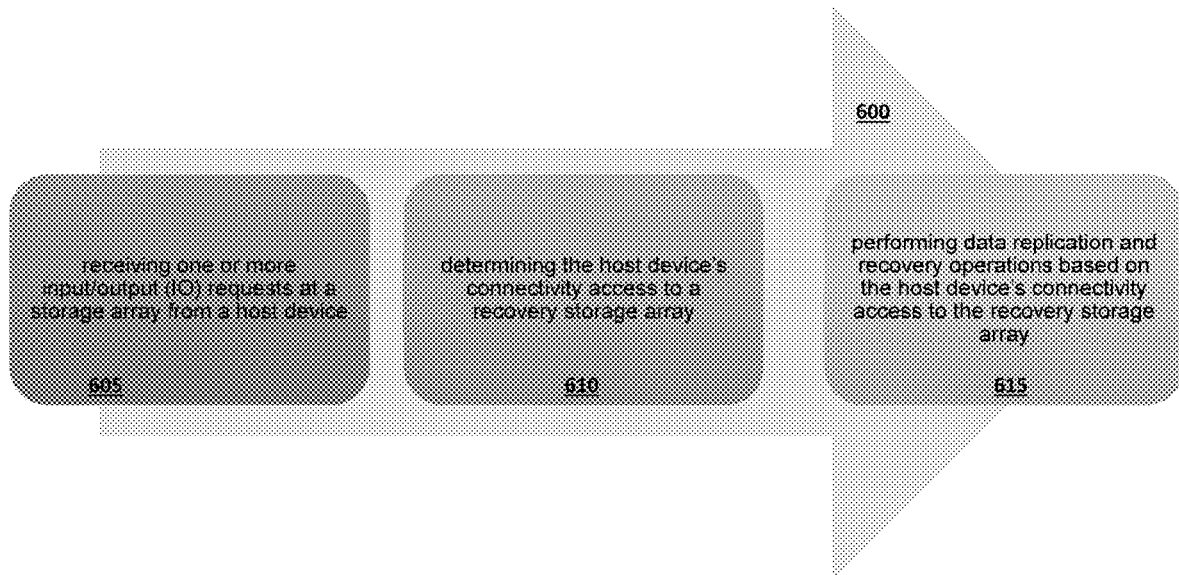 600
receiving one or more
input/output (IO) requests at a
storage array from a host device
605
determining the host device's
connectivity access to a
recovery storage array
610
performing data replication and
recovery operations based on
the host device's connectivity
access to the recovery storage
array
615